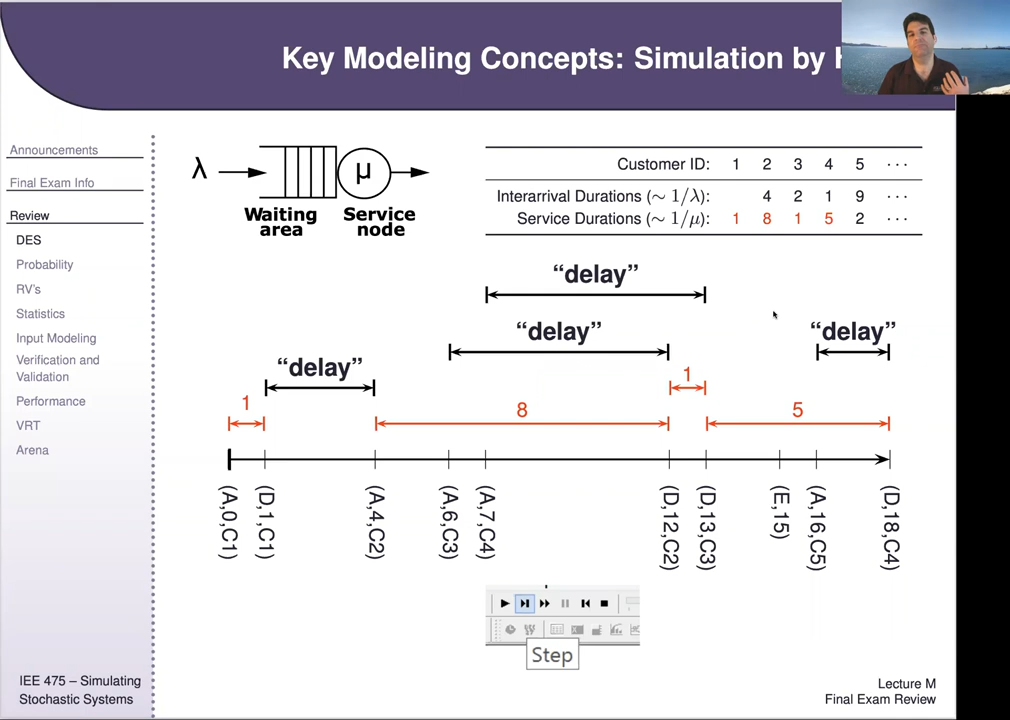 Key Modeling Concepts: Simulation by
Announcements
Final Exam Info
Review
DES
Probability
RV's
Statistics
Input Modeling
Verification and
Validation
Performance
VRT
Arena
λ
μ
Waiting
area
Service
node
Customer ID: 1 2 3 4 5 ⋯
Interarrival Durations (∼ 1/λ): 4 2 1 9 ⋯
Service Durations (∼ 1/μ): 1 8 1 5 2 ⋯
“delay”
“delay”
“delay”
“delay”
1
8
1
5
(A,0,C1)
(D,1,C1)
(A,4,C2)
(A,6,C3)
(A,7,C4)
(D,12,C2)
(D,13,C3)
(E,15)
(A,16,C5)
(D,18,C4)
Step
IEE 475 – Simulating
Stochastic Systems
Lecture M
Final Exam Review